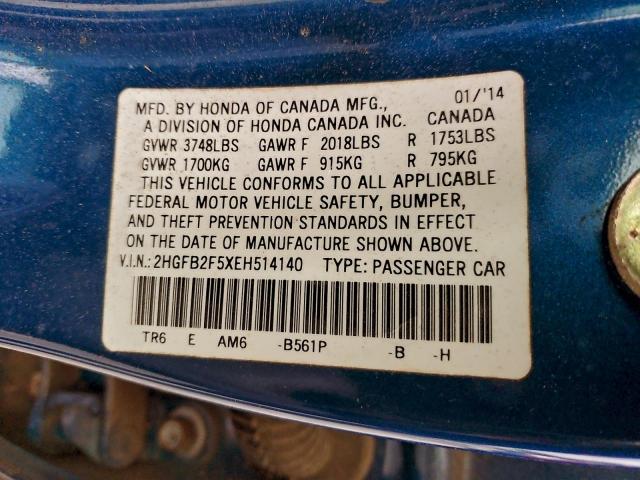 MFD. BY HONDA OF CANADA MFG., 01/'14
A DIVISION OF HONDA CANADA INC. CANADA
GVWR 3748LBS GAWR F 2018LBS R 1753LBS
GVWR 1700KG GAWR F 915KG R 795KG
THIS VEHICLE CONFORMS TO ALL APPLICABLE
FEDERAL MOTOR VEHICLE SAFETY, BUMPER,
AND THEFT PREVENTION STANDARDS IN EFFECT
ON THE DATE OF MANUFACTURE SHOWN ABOVE.
V.I.N.: 2HGFB2F5XEH514140 TYPE: PASSENGER CAR
TR6 E AM6 -B561P -B -H